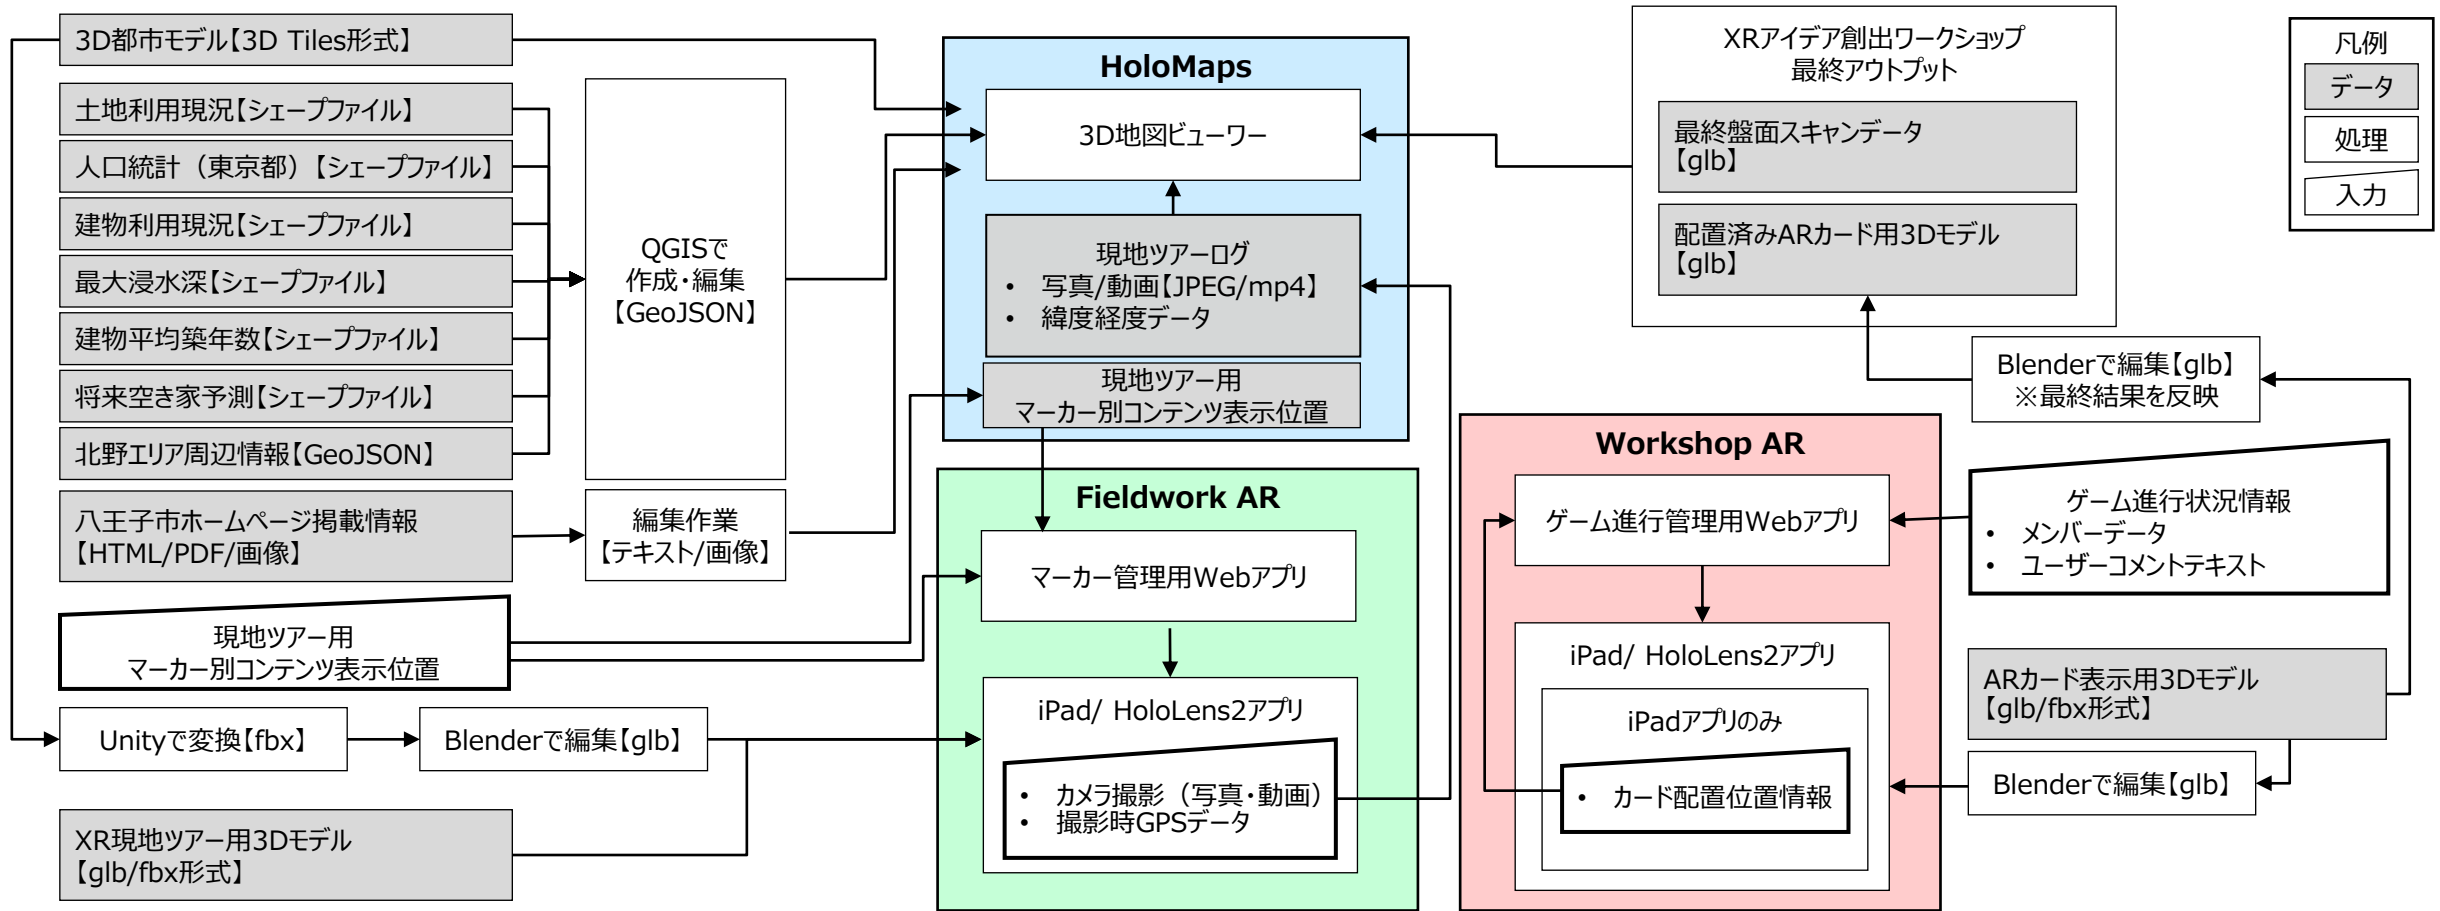 3D都市モデル【3D Tiles形式】
土地利用現況【シェープファイル】
人口統計（東京都）【シェープファイル】
建物利用現況【シェープファイル】
最大浸水深【シェープファイル】
建物平均築年数【シェープファイル】
将来空き家予測【シェープファイル】
北野エリア周辺情報【GeoJSON】
八王子市ホームページ掲載情報
【HTML/PDF/画像】
現地ツアー用
マーカー別コンテンツ表示位置
Unityで変換【fbx】
Blenderで編集【glb】
XR現地ツアー用3Dモデル
【glb/fbx形式】
QGISで
作成・編集
【GeoJSON】
編集作業
【テキスト/画像】
HoloMaps
3D地図ビューワー
現地ツアーログ
• 写真/動画【JPEG/mp4】
• 緯度経度データ
現地ツアー用
マーカー別コンテンツ表示位置
Fieldwork AR
マーカー管理用Webアプリ
iPad/ HoloLens2アプリ
• カメラ撮影（写真・動画）
• 撮影時GPSデータ
Workshop AR
ゲーム進行管理用Webアプリ
iPad/ HoloLens2アプリ
iPadアプリのみ
• カード配置位置情報
XRアイデア創出ワークショップ
最終アウトプット
最終盤面スキャンデータ
【glb】
配置済みARカード用3Dモデル
【glb】
Blenderで編集【glb】
※最終結果を反映
ゲーム進行状況情報
• メンバーデータ
• ユーザーコメントテキスト
ARカード表示用3Dモデル
【glb/fbx形式】
Blenderで編集【glb】
凡例
データ
処理
入力